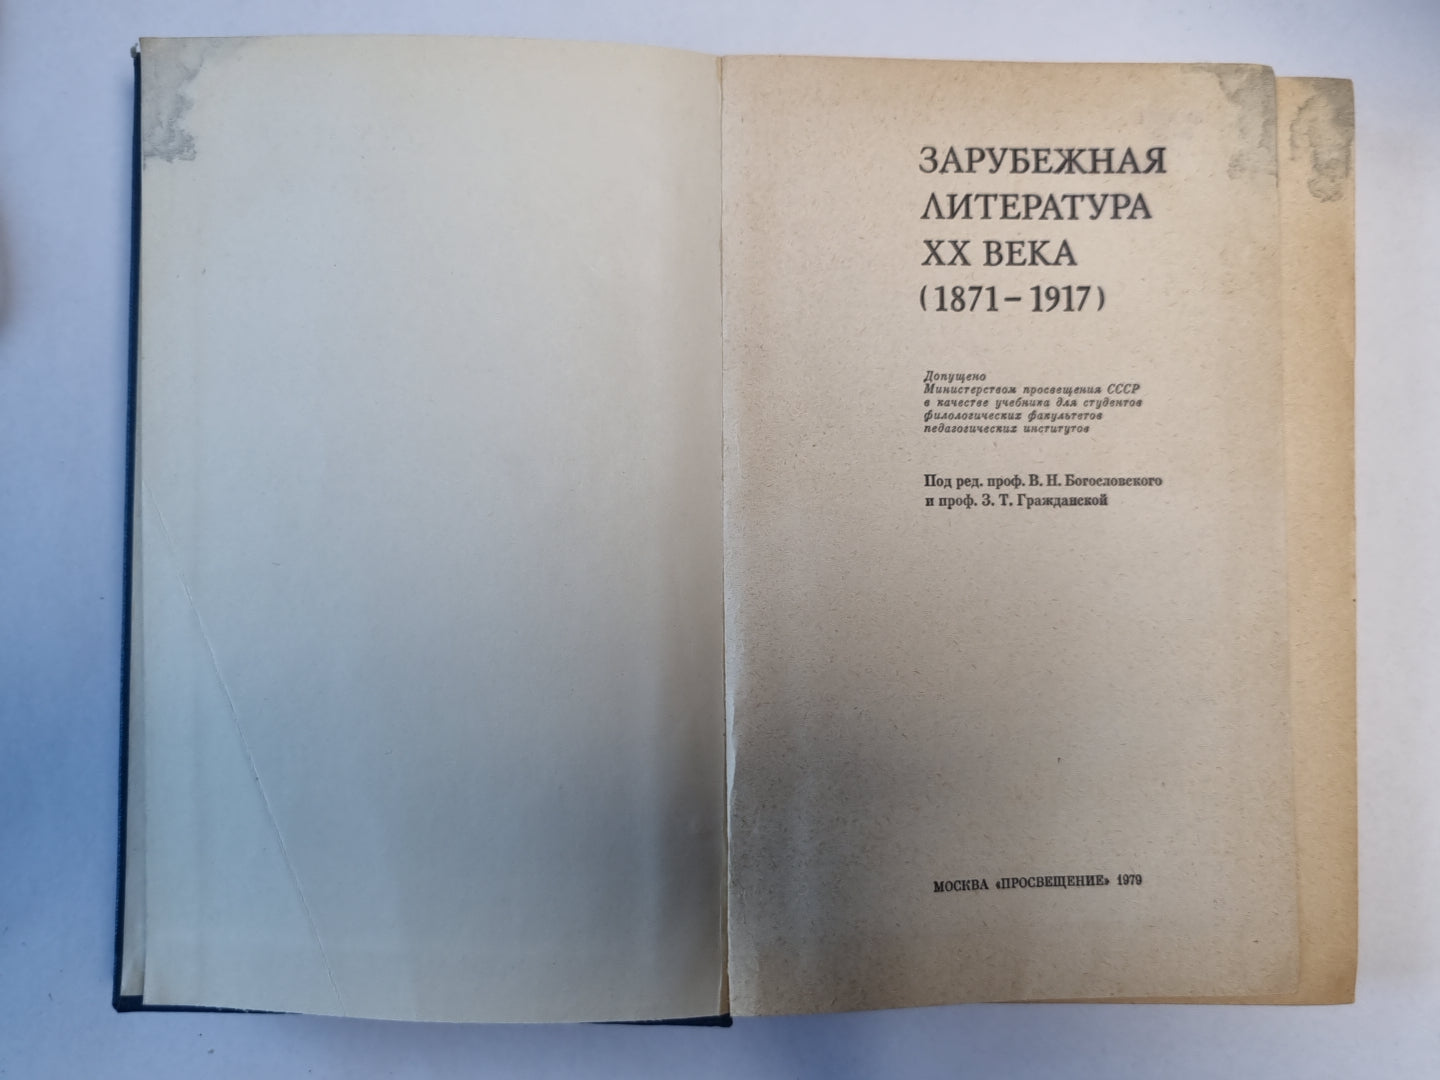 ЗАРУБЕЖНАЯ
ЛИТЕРАТУРА
XX ВЕКА
(1871–1917)
Допущено
Министерством просвещения СССР
в качестве учебника для студентов
филологических факультетов
педагогических институтов
Под ред. проф. В. Н. Богословского
и проф. З. Т. Гражданской
МОСКВА «ПРОСВЕЩЕНИЕ» 1979